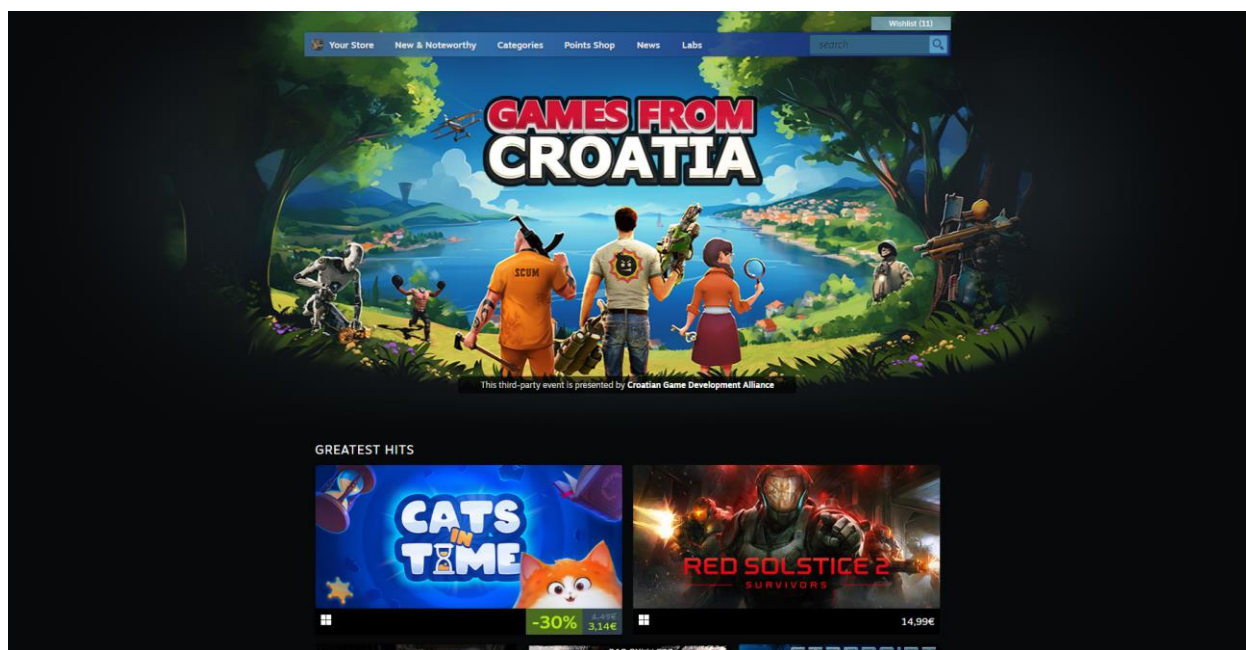 Wishlist (11)
Your Store New & Noteworthy Categories Points Shop News Labs search
GAMES FROM
CROATIA
SCUM
This third-party event is presented by Croatian Game Development Alliance
GREATEST HITS
CATS
IN
TIME
RED SOLSTICE 2
SURVIVORS
-30% 4,49€
3,14€
14,99€